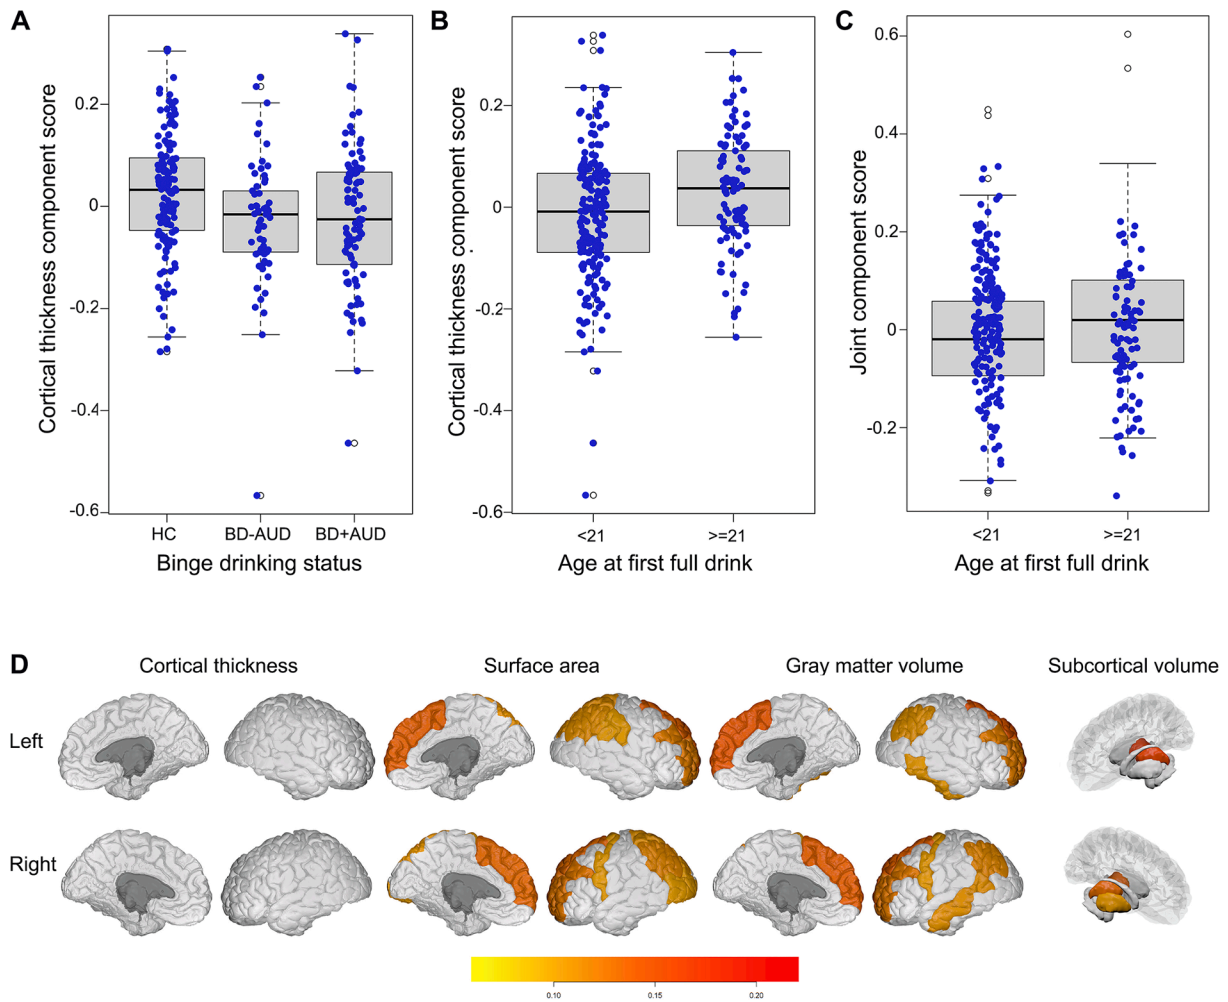 A
B
C
Cortical thickness component score
0.2
0
-0.2
-0.4
-0.6
HC
BD-AUD
BD+AUD
Binge drinking status
Cortical thickness component score
0.2
0
-0.2
-0.4
-0.6
<21
>=21
Age at first full drink
Joint component score
0.6
0.4
0.2
0
-0.2
<21
>=21
Age at first full drink
D
Cortical thickness
Surface area
Gray matter volume
Subcortical volume
Left
Right
0.10
0.15
0.20